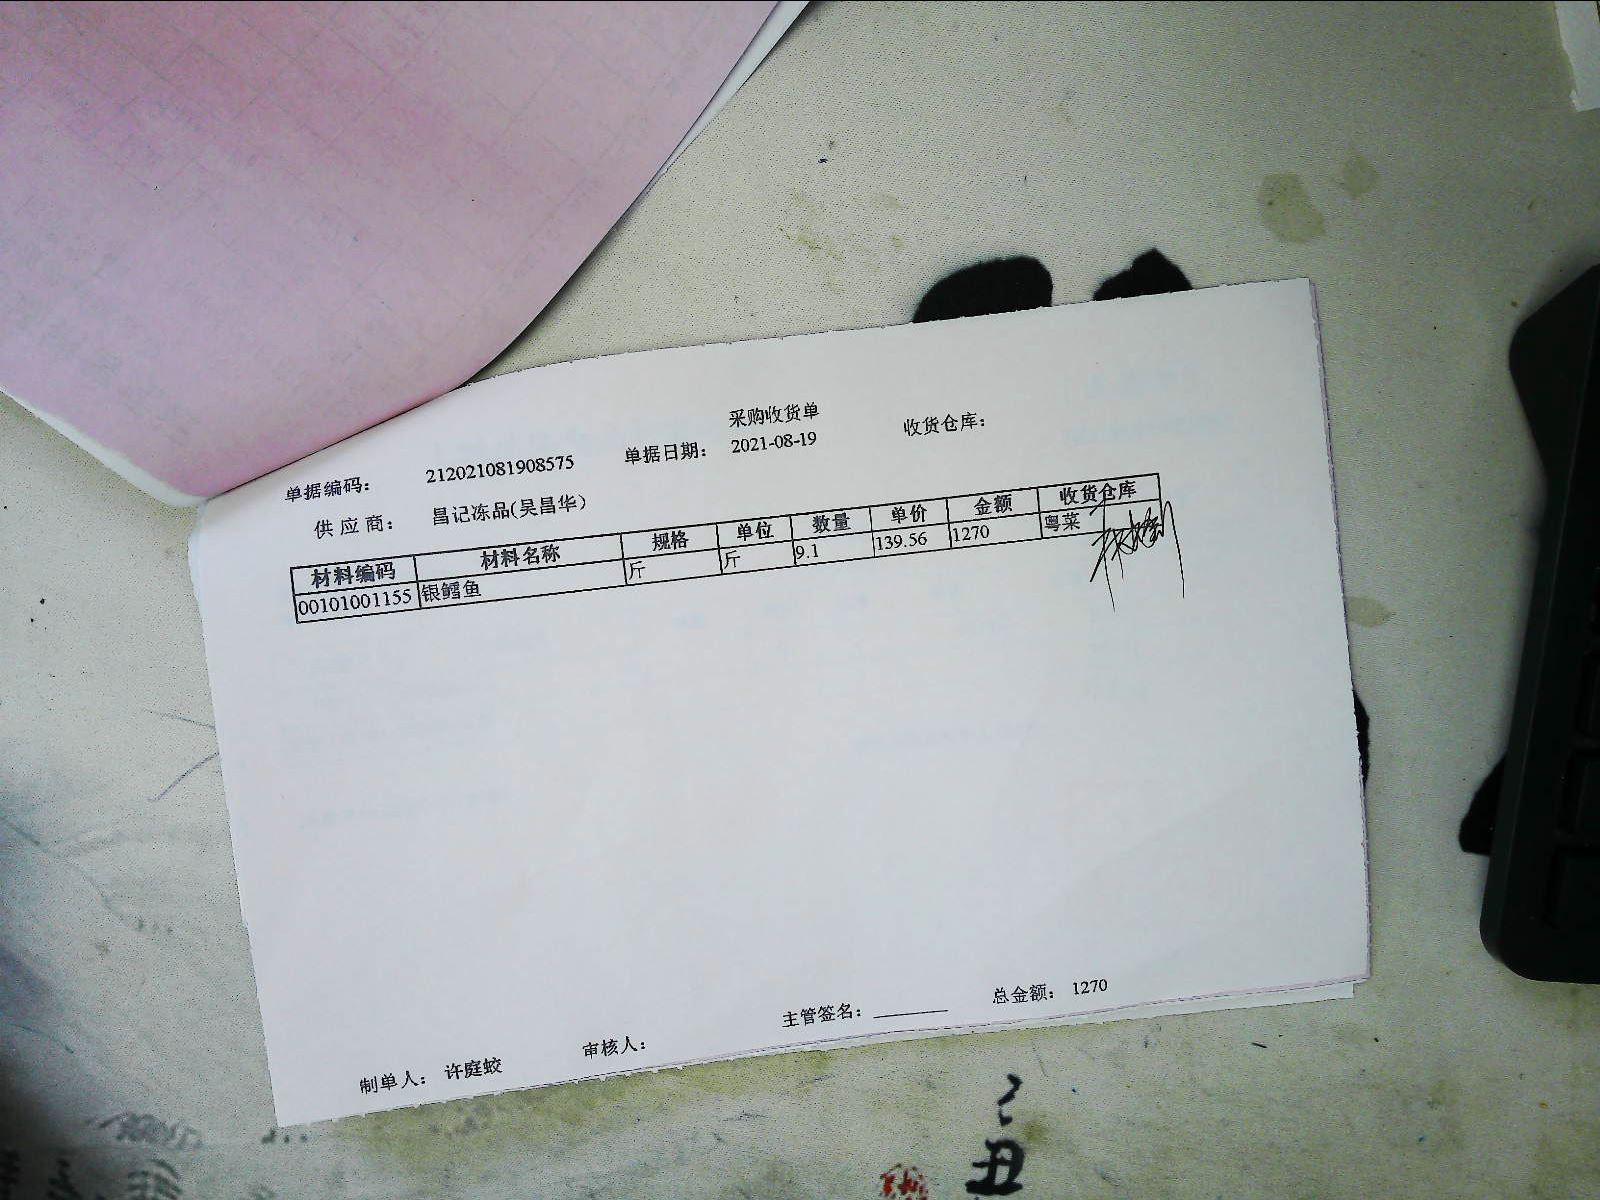 采购收货单
单据编码： 212021081908575 单据日期： 2021-08-19 收货仓库：
供应商： 昌记冻品(吴昌华）
材料编码 材料名称 规格 单位 数量 单价 金额 收货仓库
00101001155 银鳕鱼 斤 斤 9.1 139.56 1270 粤菜
主管签名： 总金额： 1270
制单人： 许庭蛟 审核人：
丑